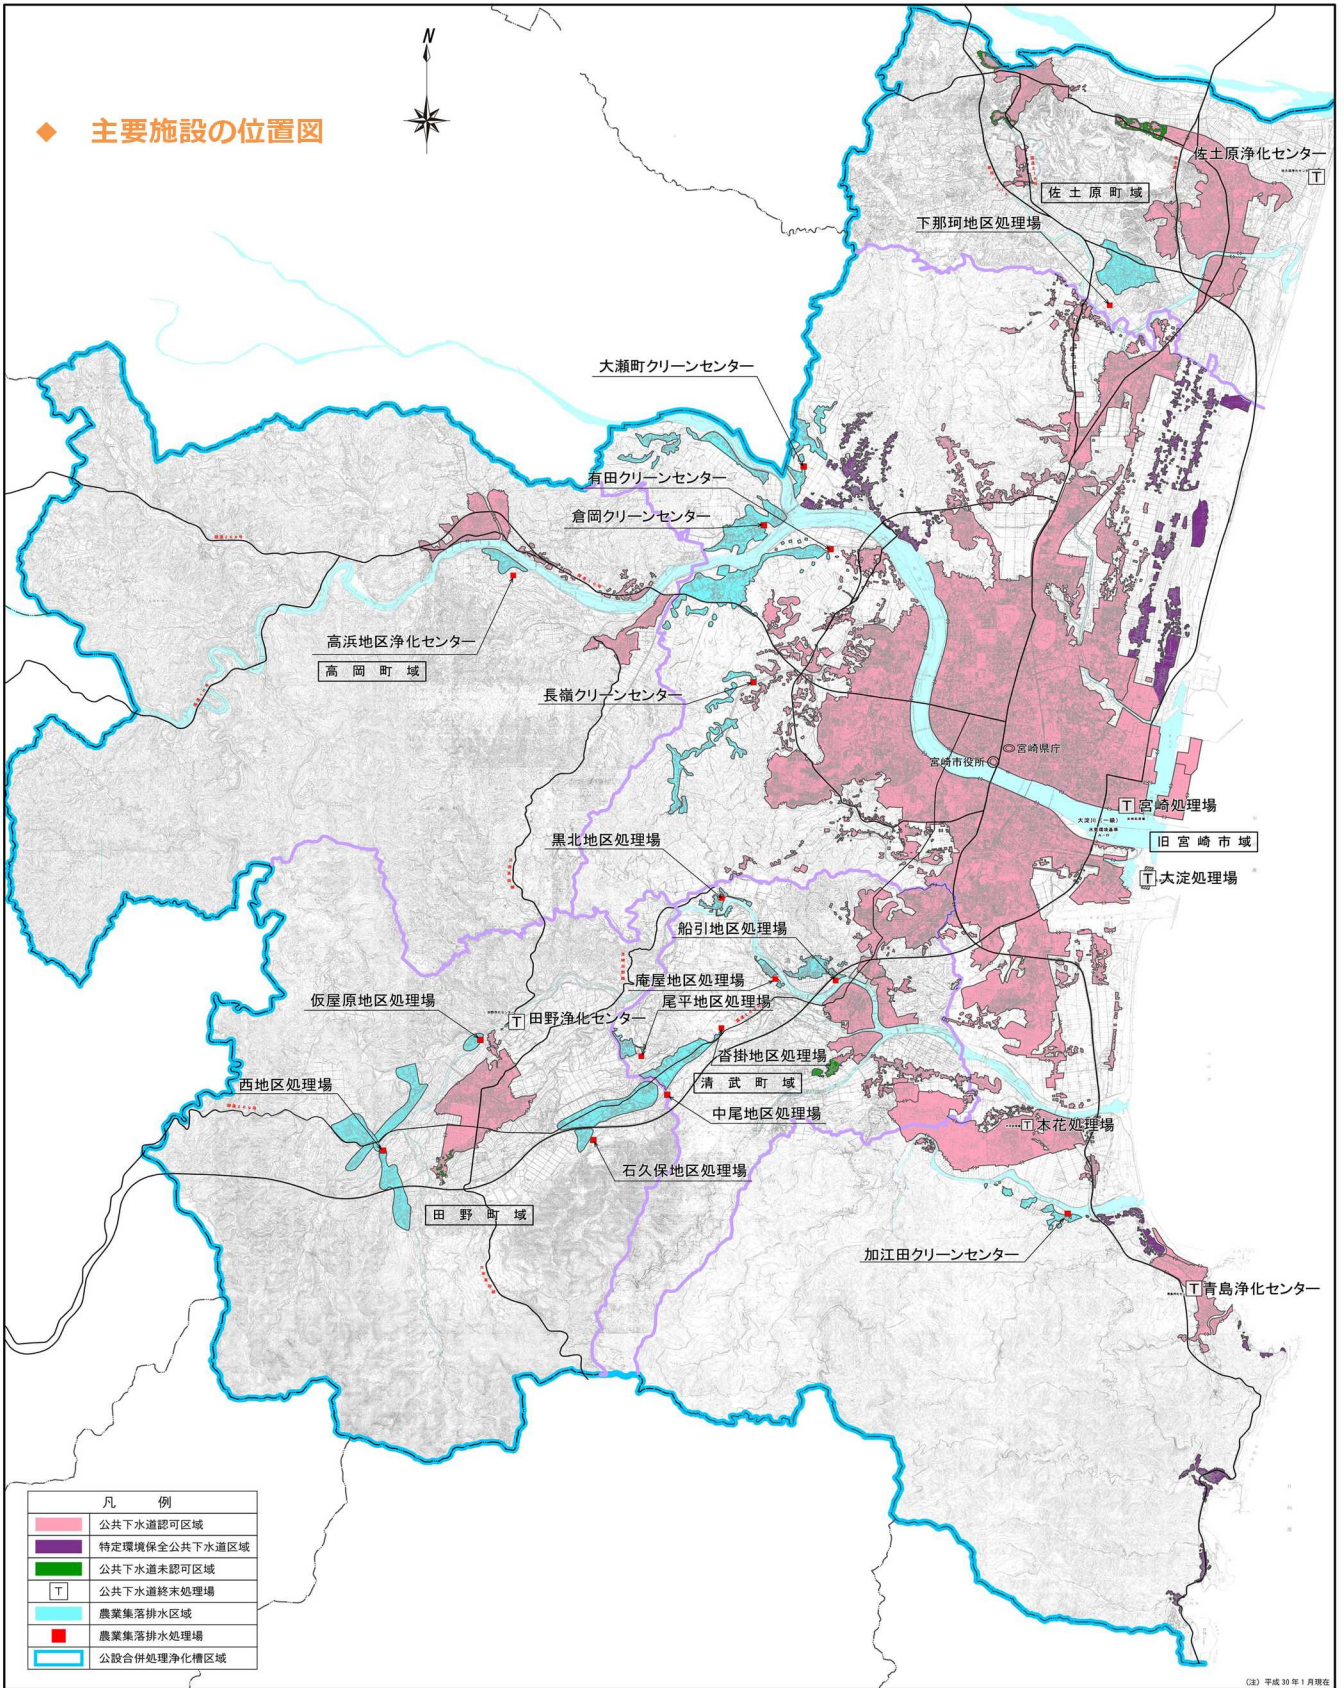 N
◆ 主要施設の位置図
佐土原浄化センター
T
佐土原町域
下那珂地区処理場
大瀬町クリーンセンター
有田クリーンセンター
倉岡クリーンセンター
高浜地区浄化センター
高岡町域
長嶺クリーンセンター
宮崎県庁
宮崎市役所
T 宮崎処理場
大淀川(一級)
旧宮崎市域
T 大淀処理場
黒北地区処理場
船引地区処理場
庵屋地区処理場
尾平地区処理場
仮屋原地区処理場
T 田野浄化センター
沓掛地区処理場
清武町域
西地区処理場
中尾地区処理場
T 木花処理場
石久保地区処理場
田野町域
加江田クリーンセンター
T 青島浄化センター
凡 例
公共下水道認可区域
特定環境保全公共下水道区域
公共下水道未認可区域
T 公共下水道終末処理場
農業集落排水区域
農業集落排水処理場
公設合併処理浄化槽区域
(注) 平成30年1月現在